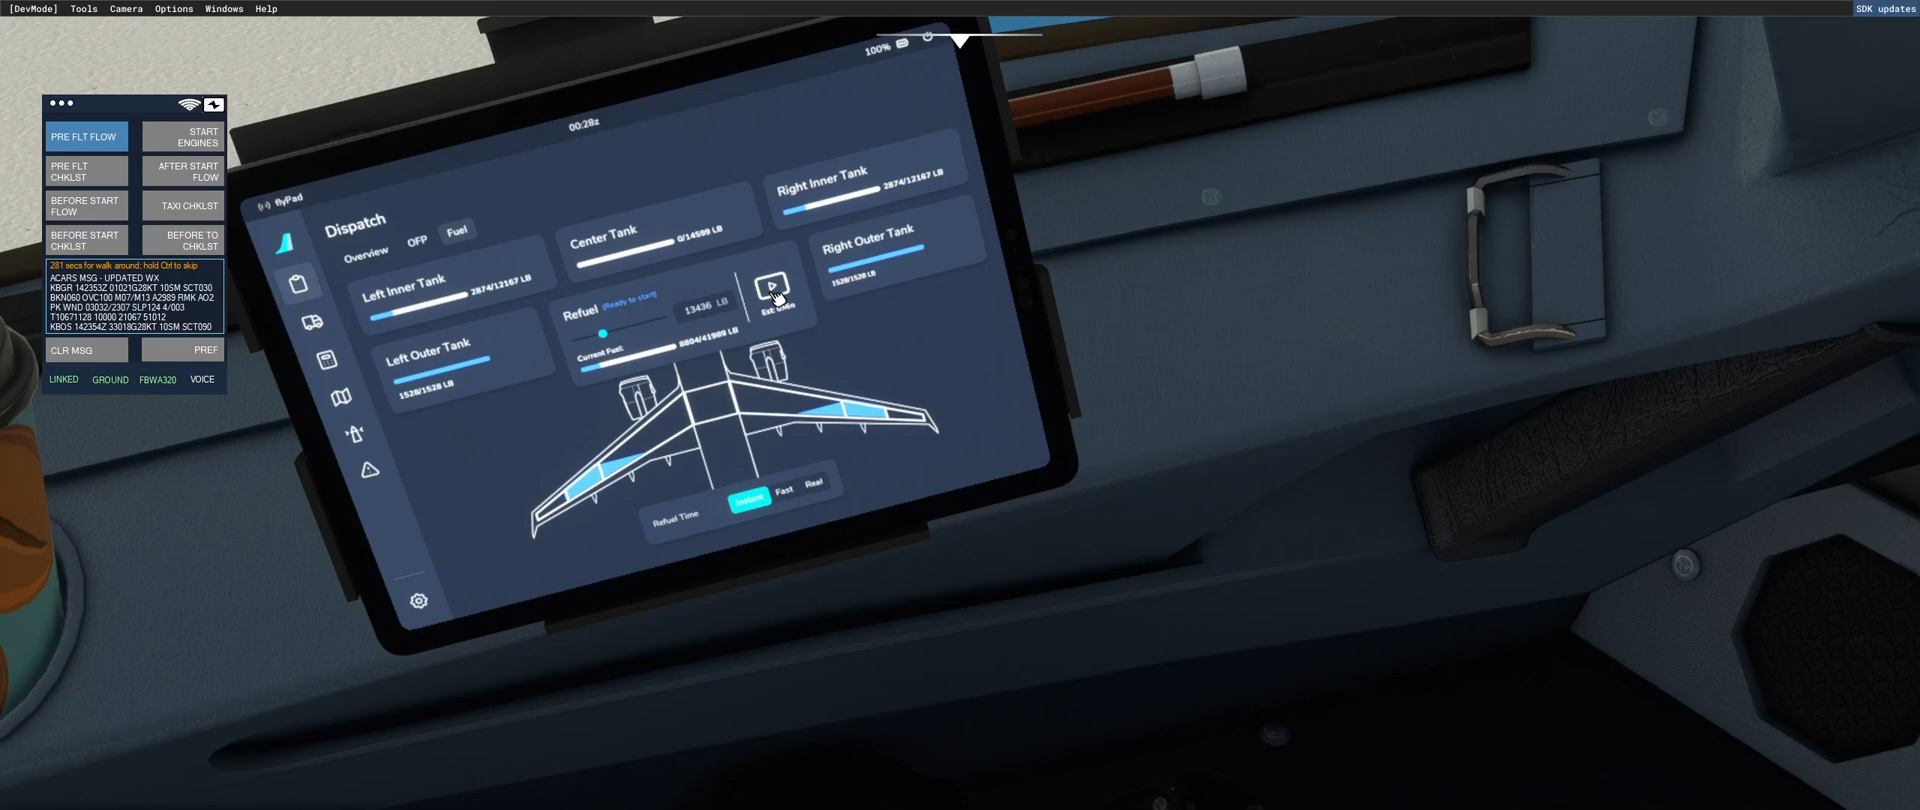 [DevMode] Tools Camera Options Windows Help
SDK updates
PRE FLT FLOW
START ENGINES
PRE FLT CHKLST
AFTER START FLOW
BEFORE START FLOW
TAXI CHKLST
BEFORE START CHKLST
BEFORE TO CHKLST
281 secs for walk around; hold Ctrl to skip
ACARS MSG - UPDATED WX
KBGR 142353Z 01021G28KT 10SM SCT030
BKN060 OVC100 M07/M13 A2989 RMK AO2
PK WND 03032/2307 SLP124 4/003
T10671128 10000 21067 51012
KBOS 142354Z 33018G28KT 10SM SCT090
CLR MSG
PREF
LINKED GROUND FBWA320 VOICE
flyPad
00:28z
100%
Dispatch
Overview OFP Fuel
Left Inner Tank
2874/12167 LB
Center Tank
0/14599 LB
Right Inner Tank
2874/12167 LB
Left Outer Tank
1528/1528 LB
Refuel (Ready to start)
13436 LB
Current Fuel:
8804/41989 LB
Right Outer Tank
1528/1528 LB
Refuel Time
Instant Fast Real